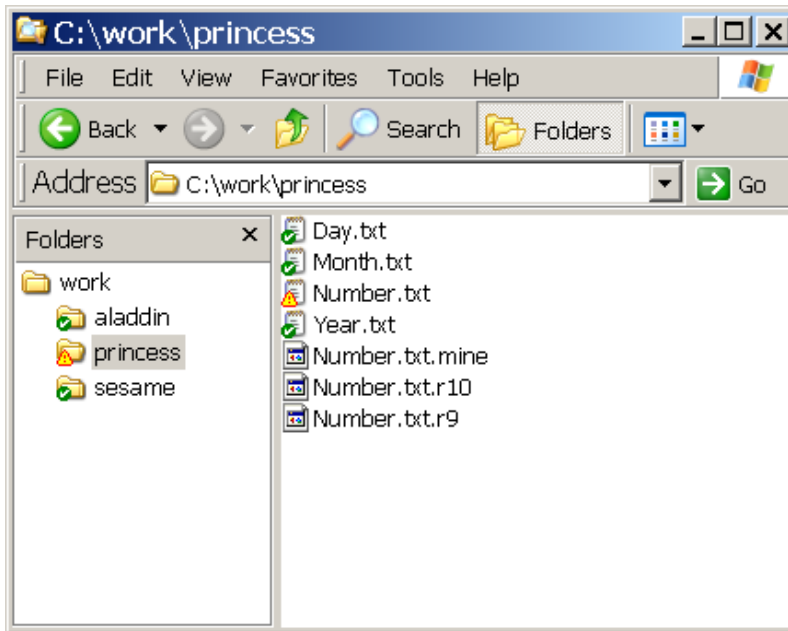 C:\work\princess
File Edit View Favorites Tools Help
Back Search Folders
Address C:\work\princess Go
Folders x
work
aladdin
princess
sesame
Day.txt
Month.txt
Number.txt
Year.txt
Number.txt.mine
Number.txt.r10
Number.txt.r9